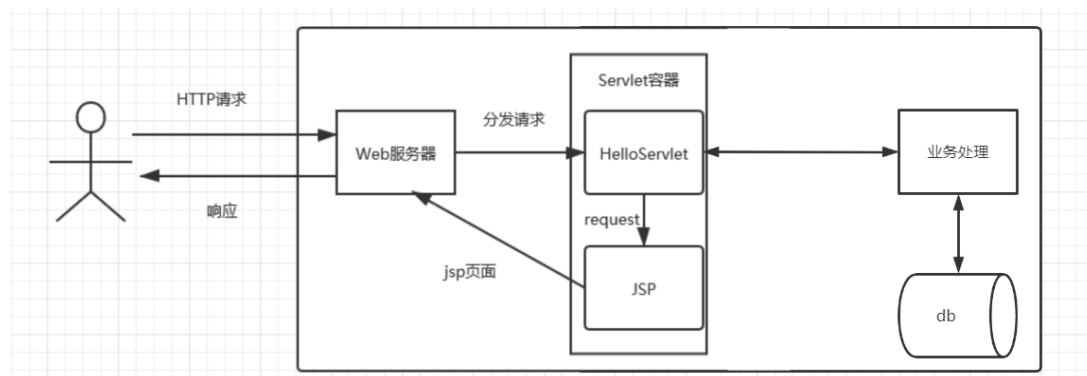 HTTP请求
响应
Web服务器
分发请求
jsp页面
Servlet容器
HelloServlet
request
JSP
业务处理
db